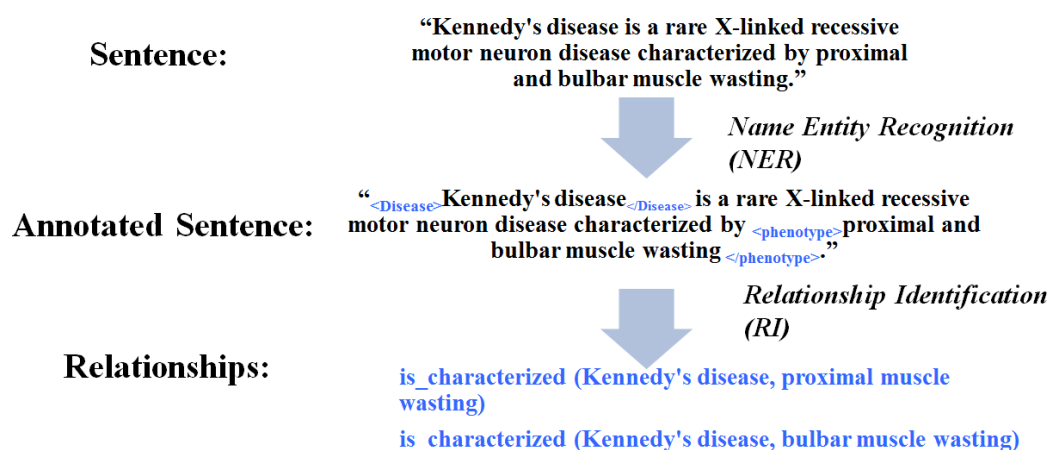 Sentence:
“Kennedy's disease is a rare X-linked recessive
motor neuron disease characterized by proximal
and bulbar muscle wasting.”
Name Entity Recognition
(NER)
Annotated Sentence:
“<Disease>Kennedy's disease</Disease> is a rare X-linked recessive
motor neuron disease characterized by <phenotype>proximal and
bulbar muscle wasting </phenotype>.”
Relationship Identification
(RI)
Relationships:
is_characterized (Kennedy's disease, proximal muscle
wasting)
is_characterized (Kennedy's disease, bulbar muscle wasting)